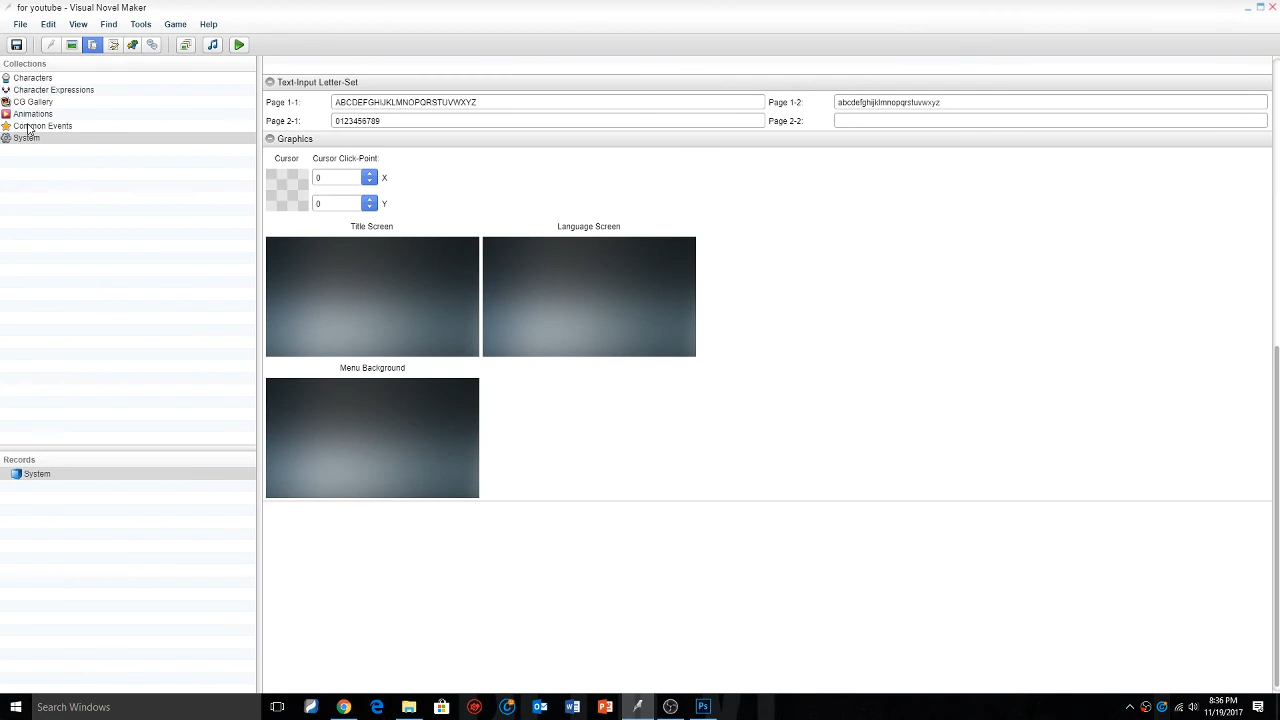 for youtube - Visual Novel Maker
File Edit View Find Tools Game Help
Collections
Characters
Character Expressions
CG Gallery
Animations
Common Events
System
Records
System
Text-Input Letter-Set
Page 1-1: ABCDEFGHIJKLMNOPQRSTUVWXYZ Page 1-2: abcdefghijklmnopqrstuvwxyz
Page 2-1: 0123456789 Page 2-2:
Graphics
Cursor Cursor Click-Point:
0 X
0 Y
Title Screen Language Screen
Menu Background
Search Windows
8:36 PM
11/19/2017